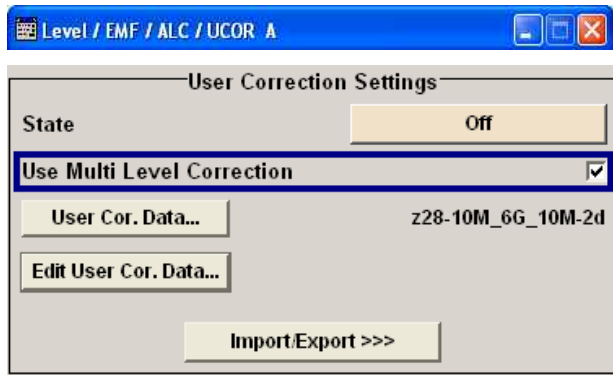 Level / EMF / ALC / UCOR A
User Correction Settings
State Off
Use Multi Level Correction
User Cor. Data... z28-10M_6G_10M-2d
Edit User Cor. Data...
Import/Export >>>